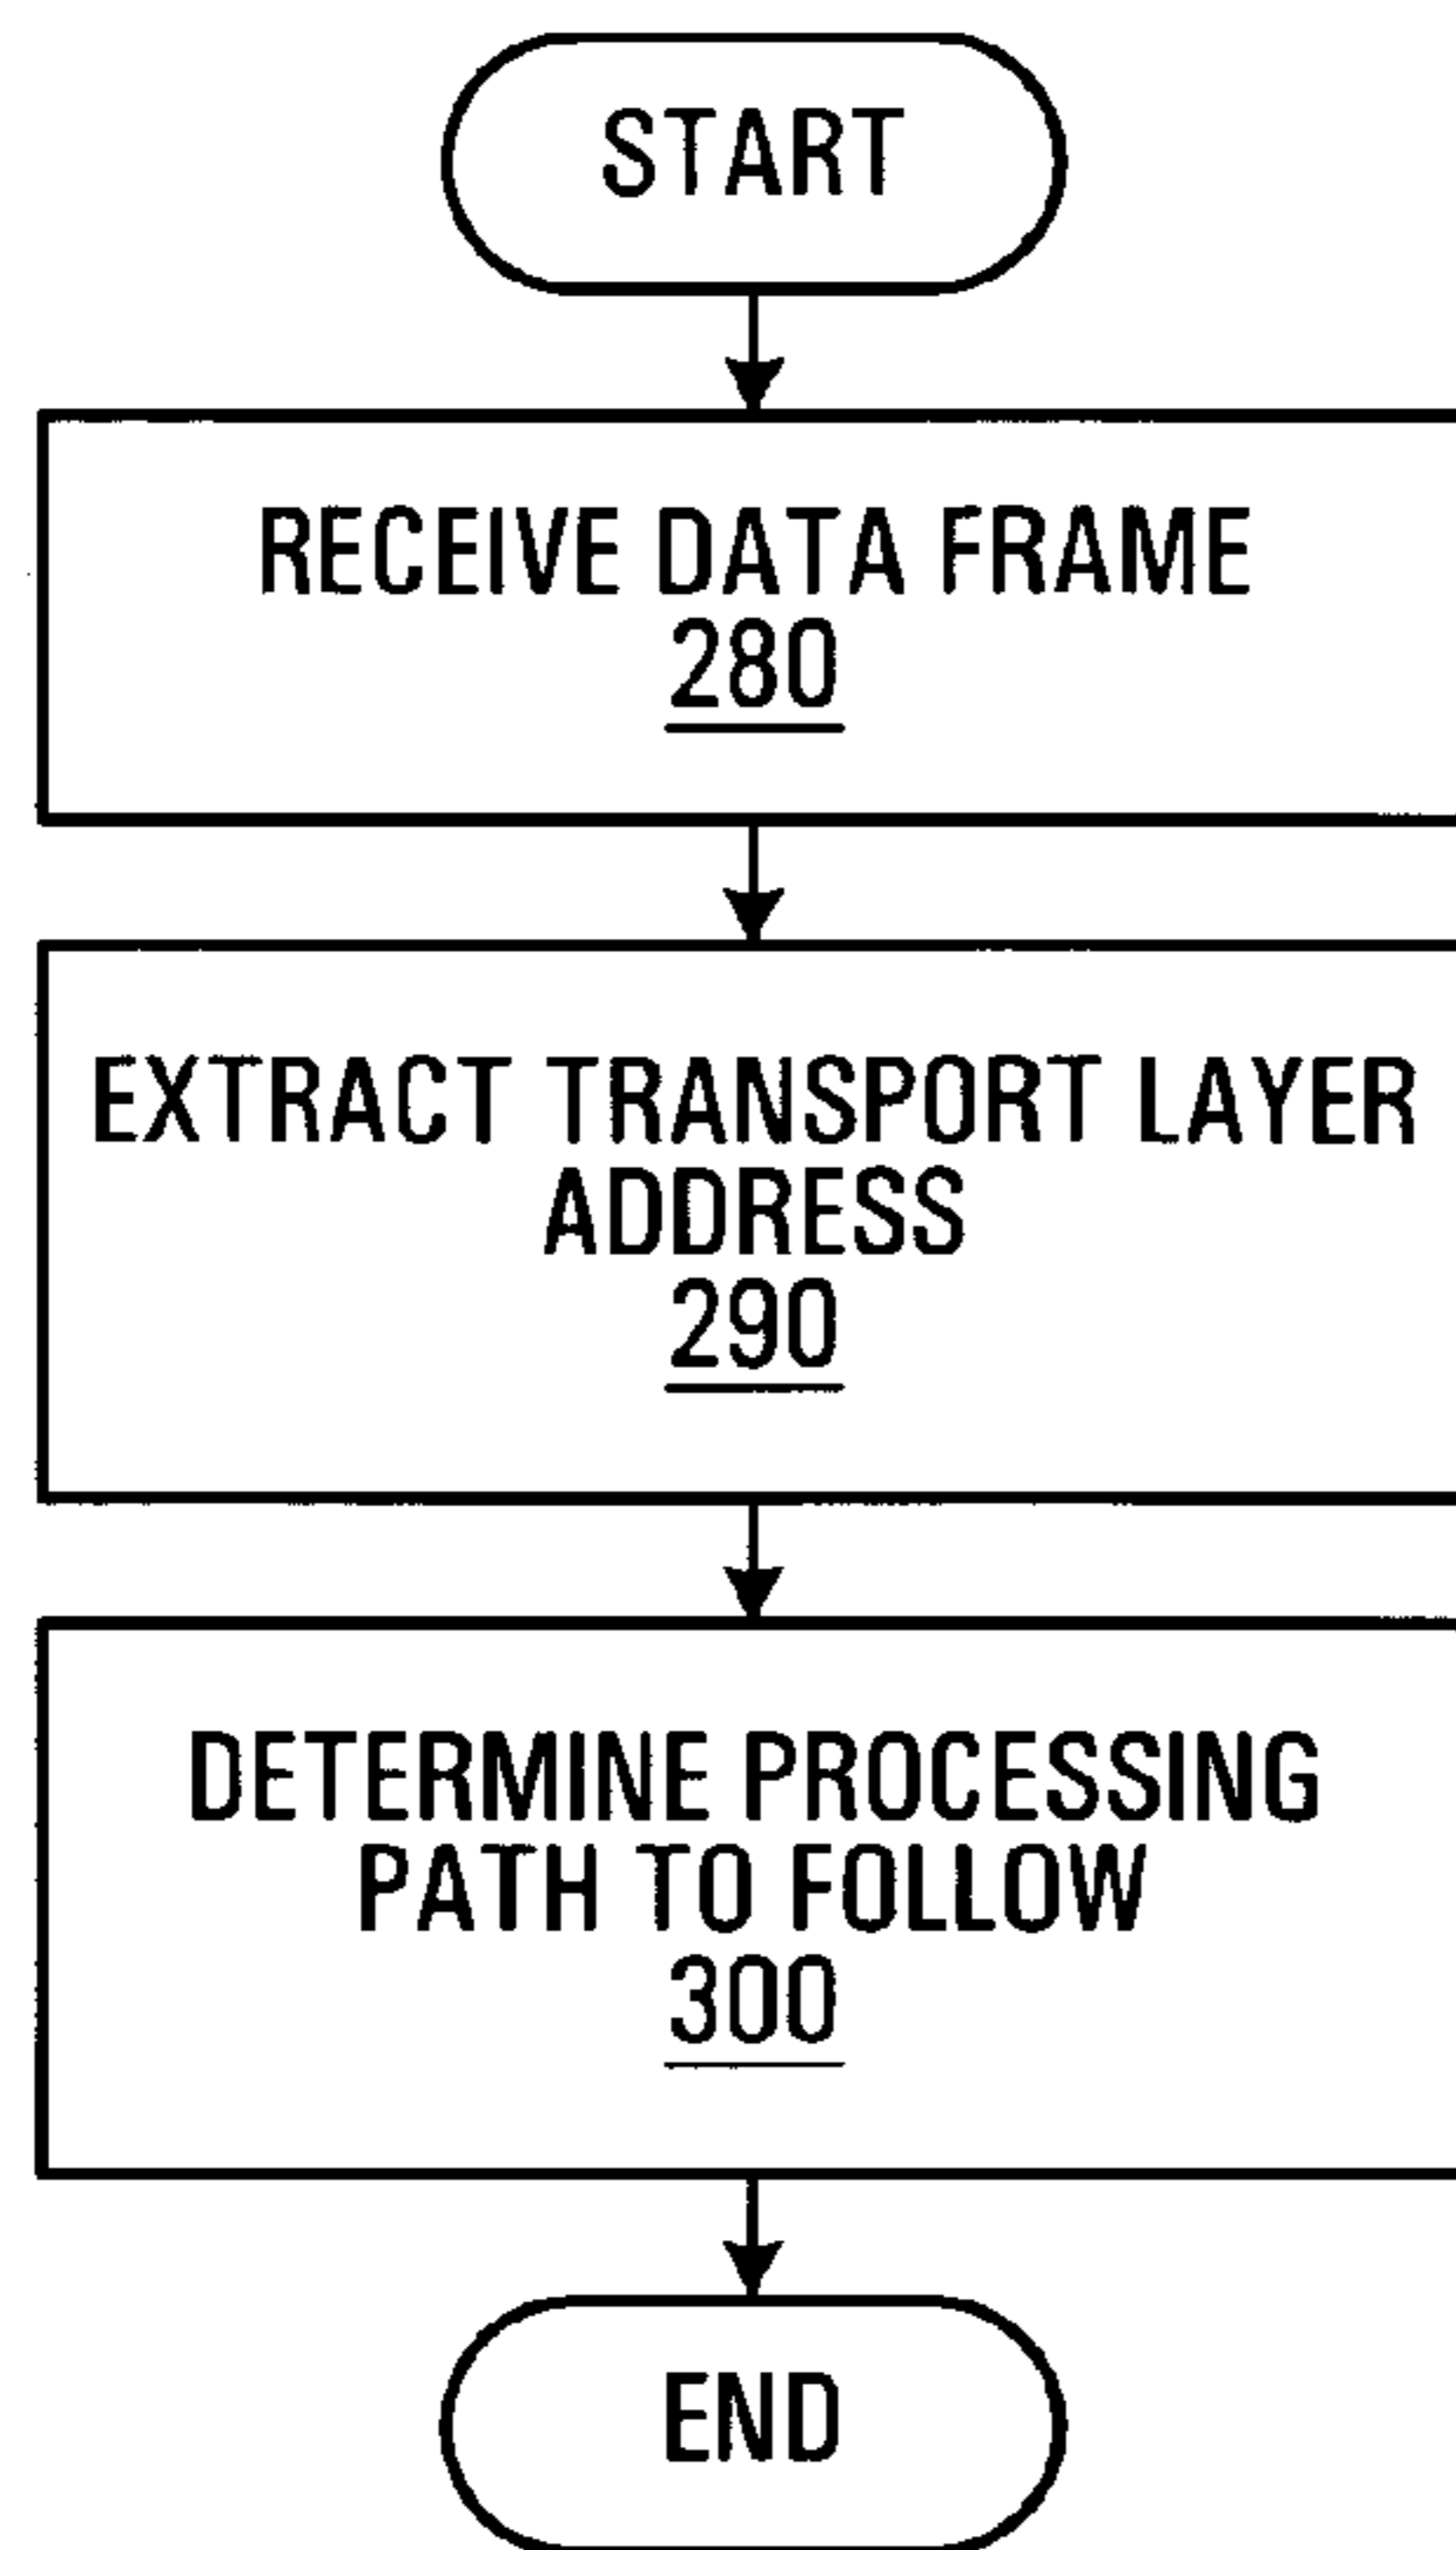 START
RECEIVE DATA FRAME
280
EXTRACT TRANSPORT LAYER
ADDRESS
290
DETERMINE PROCESSING
PATH TO FOLLOW
300
END